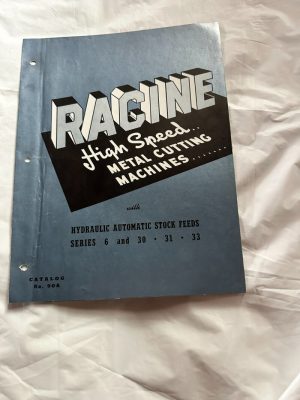 RACINE
High Speed..
METAL CUTTING
MACHINES.......
with
HYDRAULIC AUTOMATIC STOCK FEEDS
SERIES 6 and 30 • 31 • 33
CATALOG
No. 90A